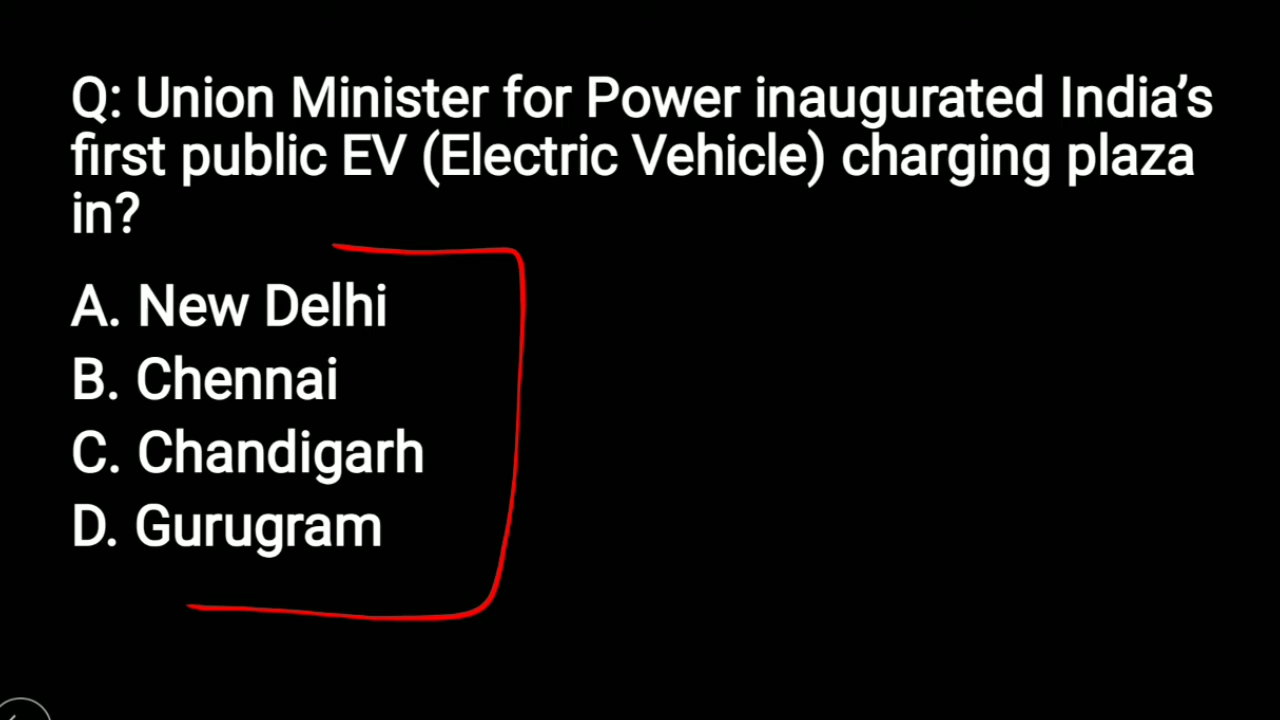 Q: Union Minister for Power inaugurated India’s
first public EV (Electric Vehicle) charging plaza
in?
A. New Delhi
B. Chennai
C. Chandigarh
D. Gurugram